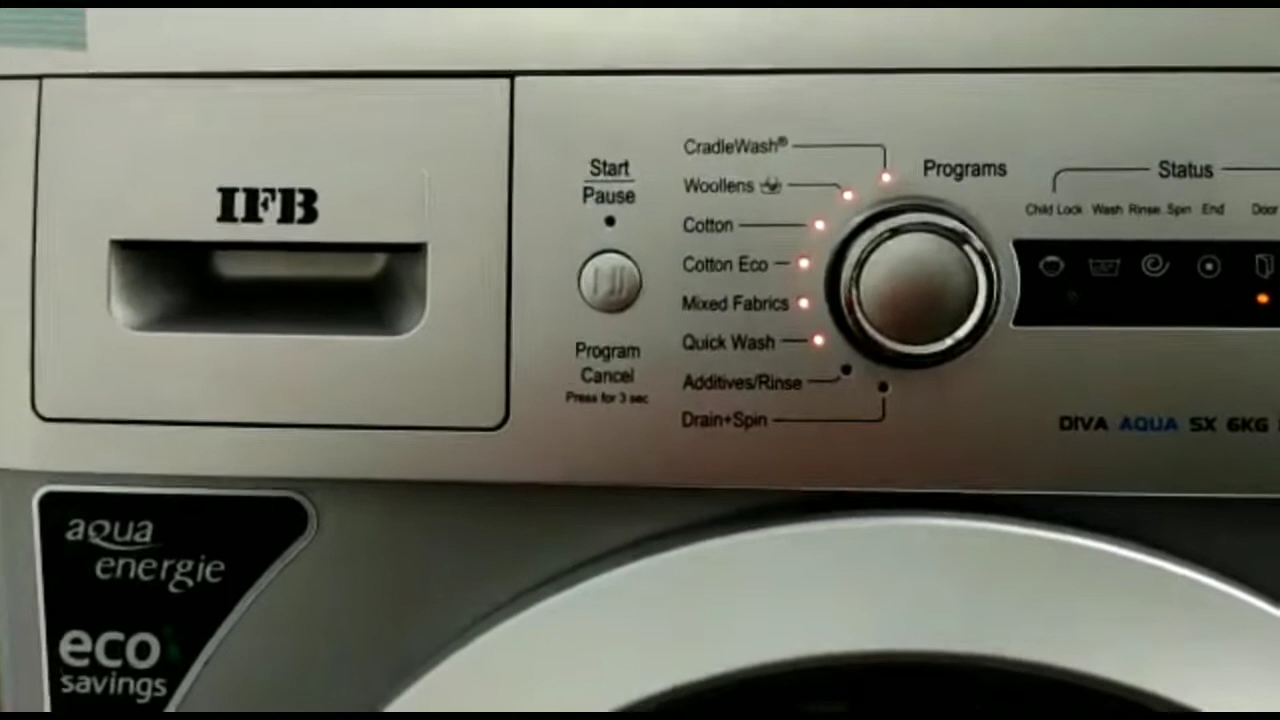 IFB
Start
Pause
Program
Cancel
Press for 3 sec
CradleWash®
Woollens
Cotton
Cotton Eco
Mixed Fabrics
Quick Wash
Additives/Rinse
Drain+Spin
Programs
Status
Child Lock Wash Rinse Spin End Door
DIVA AQUA SX 6KG
aqua
energie
eco
savings